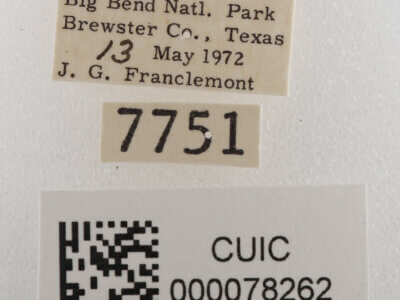 Big Bend Natl. Park
Brewster Co., Texas
13 May 1972
J. G. Franclemont
7751
CUIC
000078262